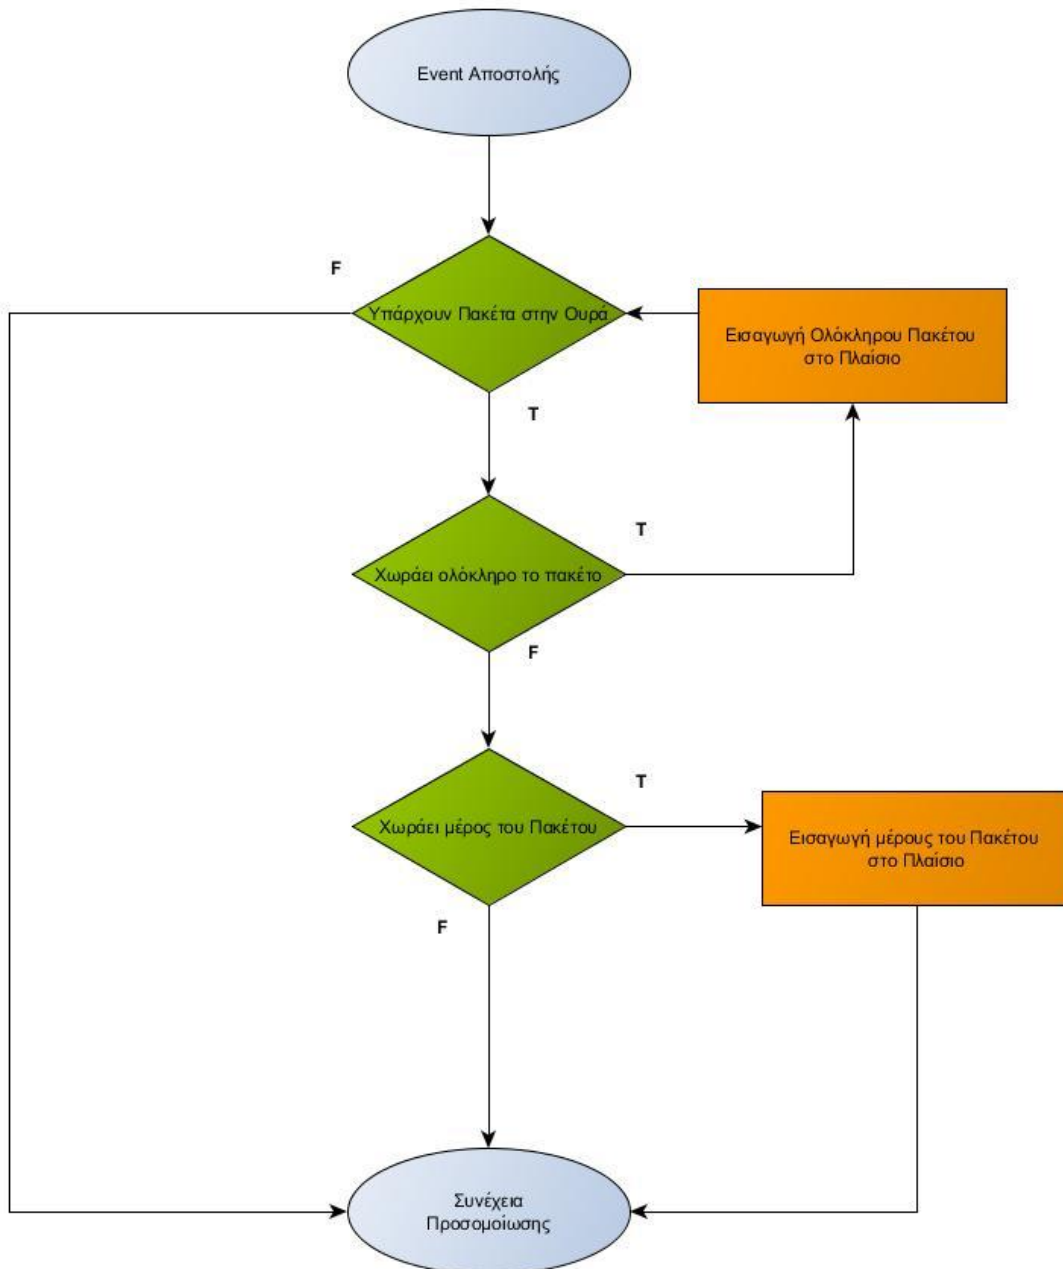 Event Αποστολής
F
Υπάρχουν Πακέτα στην Ουρά
Εισαγωγή Ολόκληρου Πακέτου
στο Πλαίσιο
T
T
Χωράει ολόκληρο το πακέτο
F
T
Χωράει μέρος του Πακέτου
Εισαγωγή μέρους του Πακέτου
στο Πλαίσιο
F
Συνέχεια
Προσομοίωσης